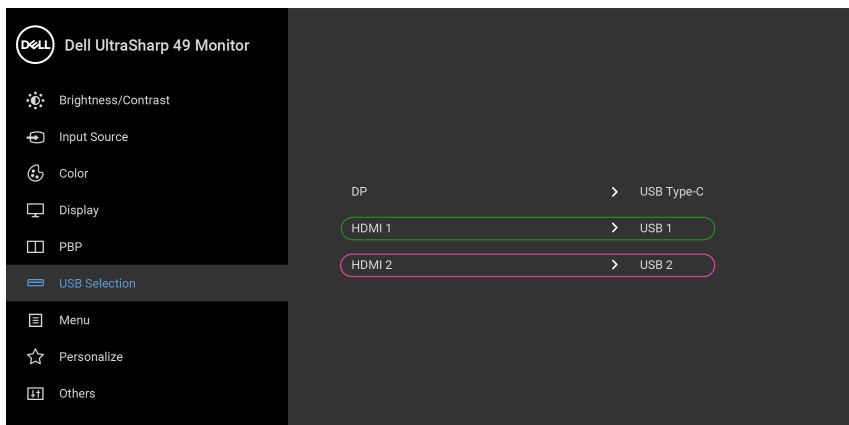 DELL
Dell UltraSharp 49 Monitor
Brightness/Contrast
Input Source
Color
Display
PBP
USB Selection
Menu
Personalize
Others
DP > USB Type-C
HDMI 1 > USB 1
HDMI 2 > USB 2